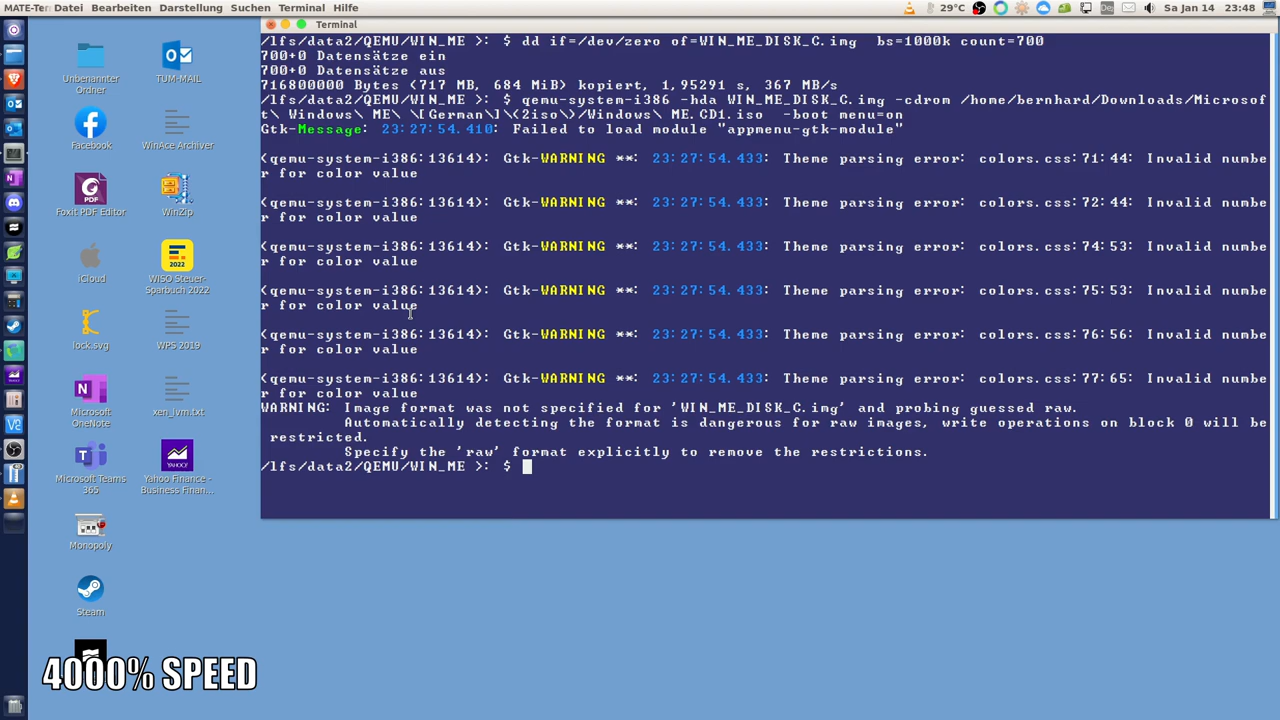 MATE-Ter Datei Bearbeiten Suchen Terminal Hilfe
29°C De Sa Jan 14 23:48
Terminal
/lfs/data2/QEMU/WIN_ME >: $ dd if=/dev/zero of=WIN_ME_DISK_C.img bs=1000k count=700
700+0 Datensätze ein
700+0 Datensätze aus
716800000 Bytes (717 MB, 684 MiB) kopiert, 1,95291 s, 367 MB/s
/lfs/data2/QEMU/WIN_ME >: $ qemu-system-i386 -hda WIN_ME_DISK_C.img -cdrom /home/bernhard/Downloads/Microsof
t\ Windows\ ME\ \[German\]\(2iso\)/Windows\ ME.CD1.iso -boot menu=on
Gtk-Message: 23:27:54.410: Failed to load module "appmenu-gtk-module"
(qemu-system-i386:13614): Gtk-WARNING **: 23:27:54.433: Theme parsing error: colors.css:71:44: Invalid numbe
r for color value
(qemu-system-i386:13614): Gtk-WARNING **: 23:27:54.433: Theme parsing error: colors.css:72:44: Invalid numbe
r for color value
(qemu-system-i386:13614): Gtk-WARNING **: 23:27:54.433: Theme parsing error: colors.css:74:53: Invalid numbe
r for color value
(qemu-system-i386:13614): Gtk-WARNING **: 23:27:54.433: Theme parsing error: colors.css:75:53: Invalid numbe
r for color value
(qemu-system-i386:13614): Gtk-WARNING **: 23:27:54.433: Theme parsing error: colors.css:76:56: Invalid numbe
r for color value
(qemu-system-i386:13614): Gtk-WARNING **: 23:27:54.433: Theme parsing error: colors.css:77:65: Invalid numbe
r for color value
WARNING: Image format was not specified for 'WIN_ME_DISK_C.img' and probing guessed raw.
Automatically detecting the format is dangerous for raw images, write operations on block 0 will be
restricted.
Specify the 'raw' format explicitly to remove the restrictions.
/lfs/data2/QEMU/WIN_ME >: $
Unbenannter
Ordner
TUM-MAIL
Facebook
WinAce Archiver
PDF
Foxit PDF Editor
WinZip
iCloud
WISO
2022
WISO Steuer-
Sparbuch 2022
lock.svg
WPS 2019
Microsoft
OneNote
xen_lvm.txt
Microsoft Teams
365
YAHOO!
Yahoo Finance -
Business Finan...
Monopoly
Steam
V2
4000% SPEED